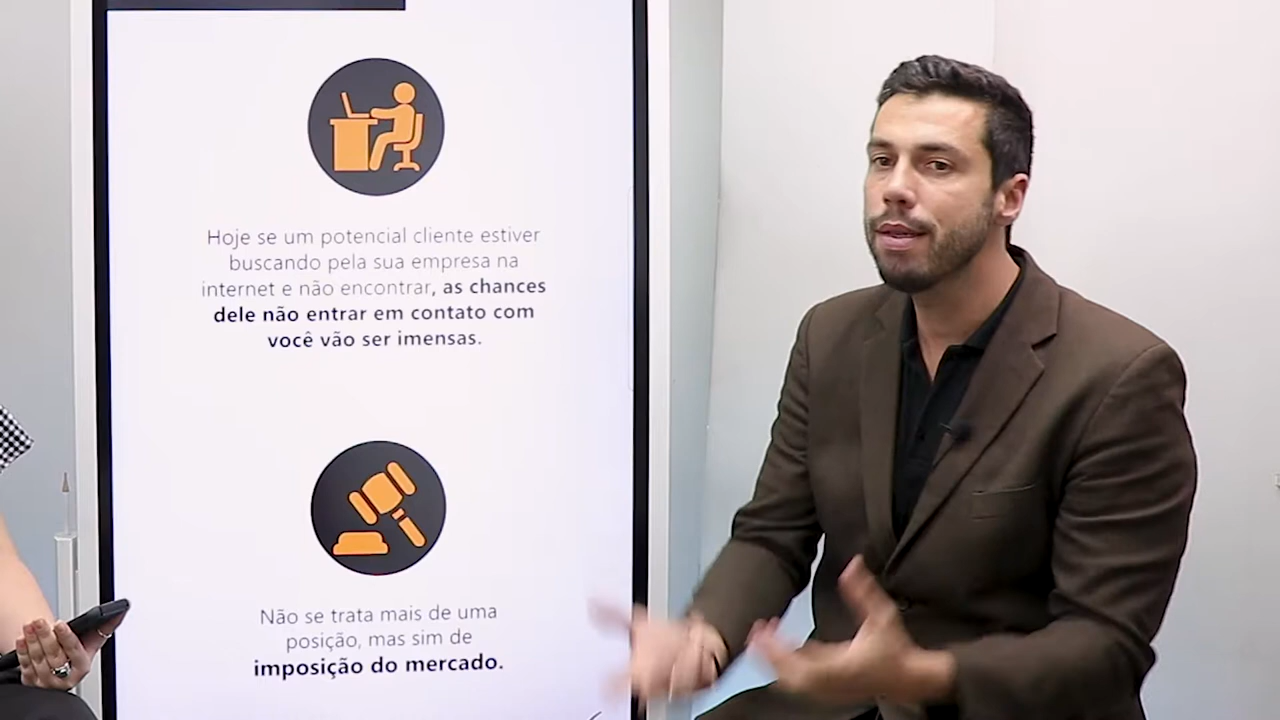 Hoje se um potencial cliente estiver
buscando pela sua empresa na
internet e não encontrar, as chances
dele não entrar em contato com
você vão ser imensas.
Não se trata mais de uma
posição, mas sim de
imposição do mercado.